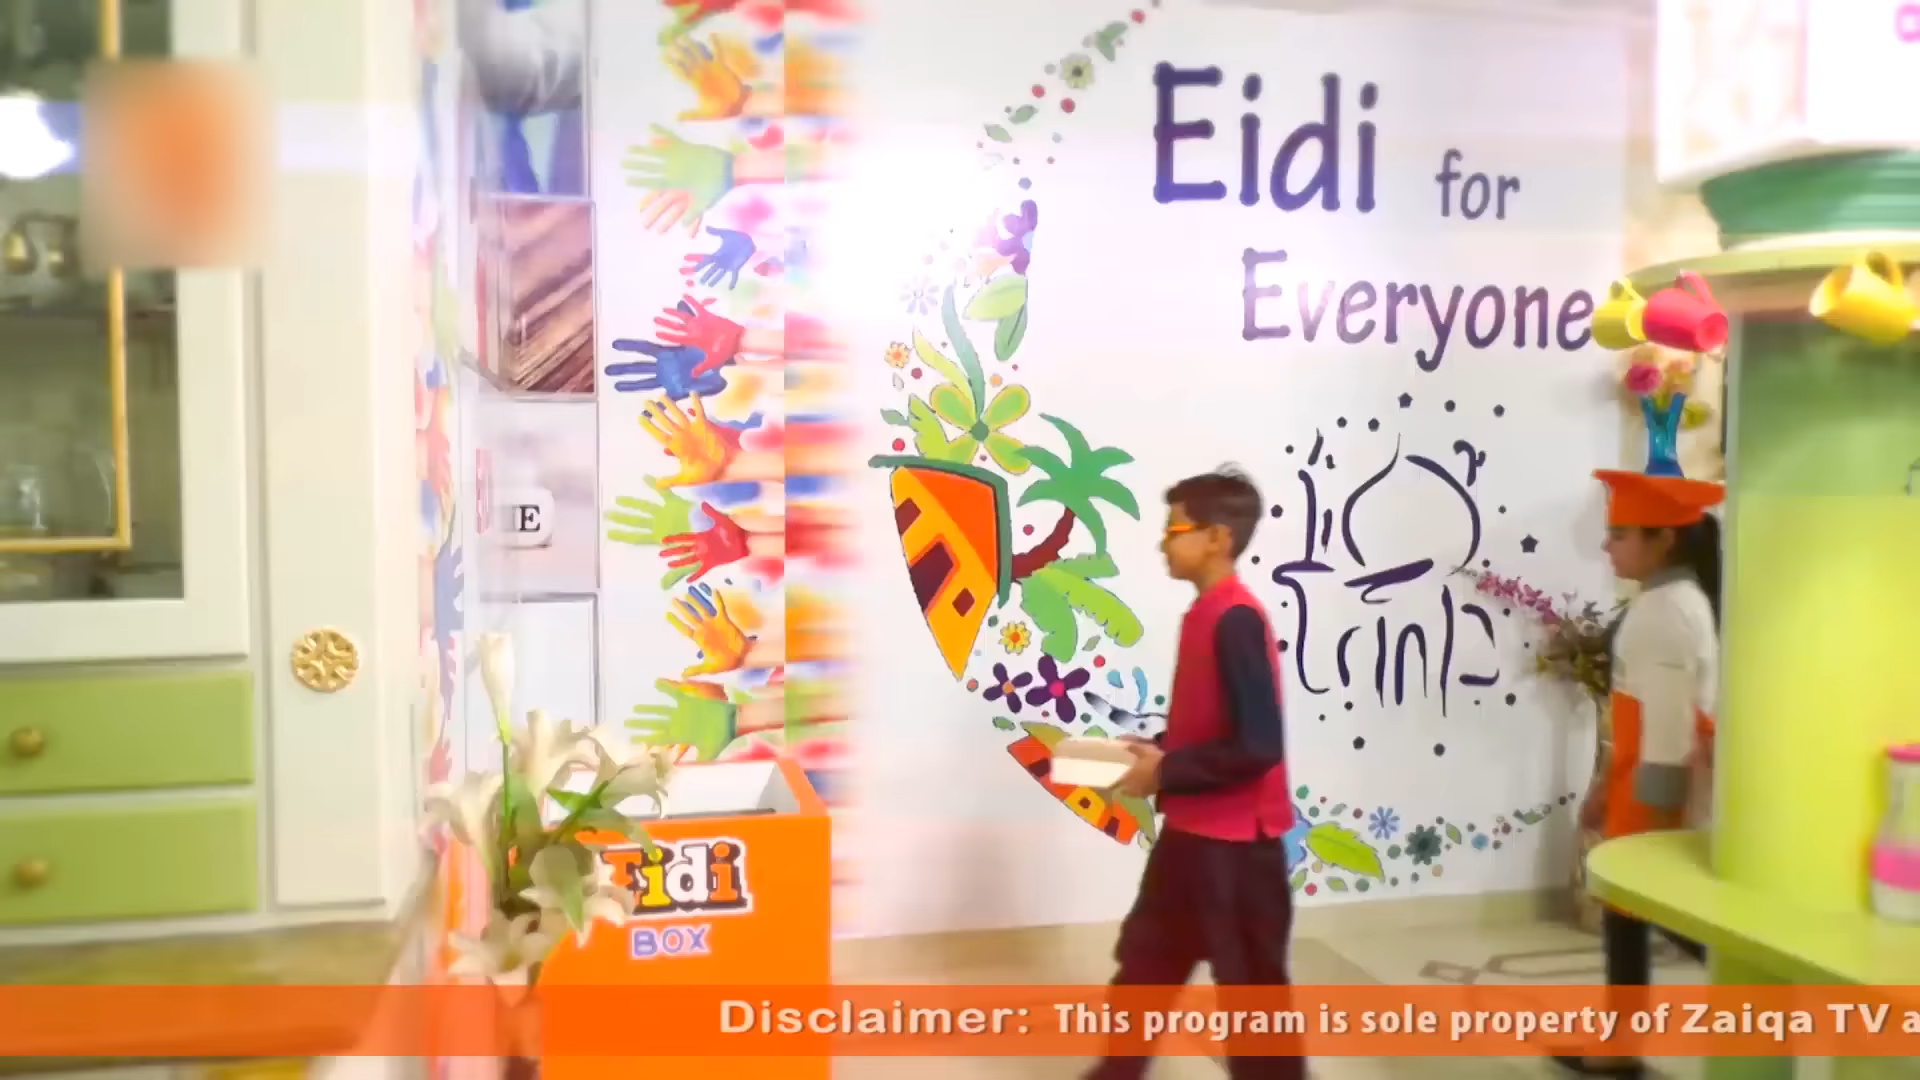 Eidi for
Everyone
E
Eidi
BOX
Disclaimer: This program is sole property of Zaiqa TV a